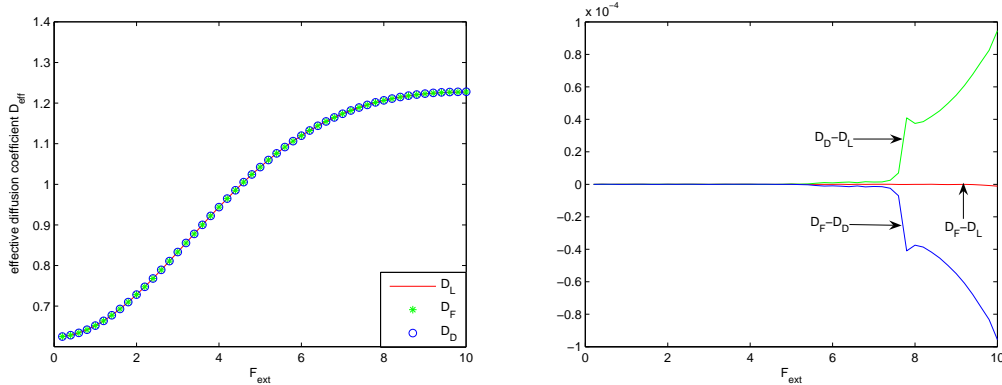 1.4
1.3
1.2
1.1
1
0.9
0.8
0.7
effective diffusion coefficient D_eff
0 2 4 6 8 10
F_ext
D_L
D_F
D_D
x 10^−4
1
0.8
0.6
0.4
0.2
0
−0.2
−0.4
−0.6
−0.8
−1
D_D−D_L
D_F−D_L
D_F−D_D
0 2 4 6 8 10
F_ext